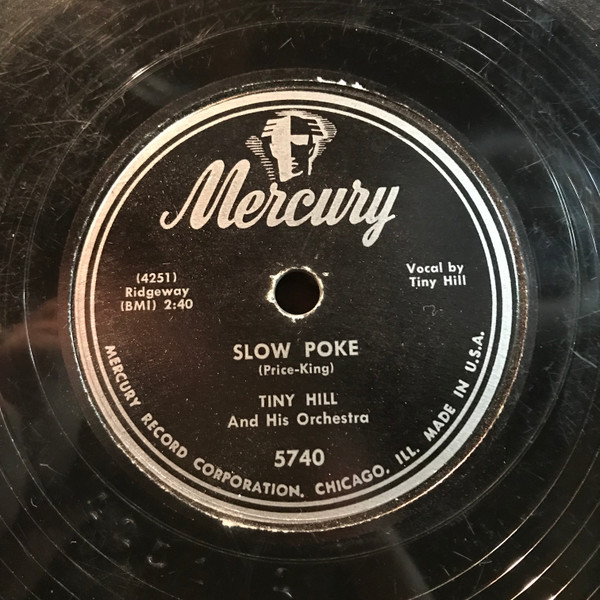 Mercury
(4251)
Ridgeway
(BMI) 2:40
Vocal by
Tiny Hill
SLOW POKE
(Price-King)
TINY HILL
And His Orchestra
5740
MERCURY RECORD CORPORATION, CHICAGO, ILL. MADE IN U.S.A.